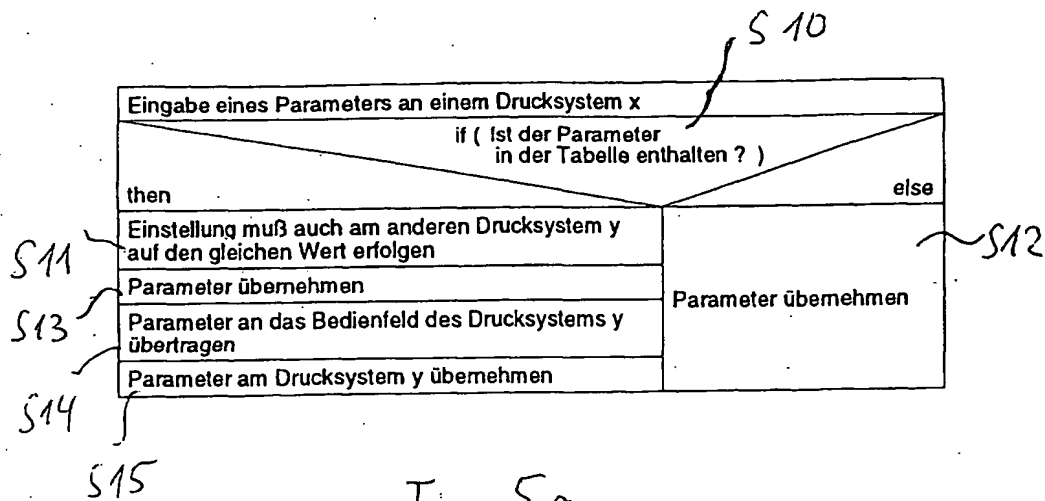 S 10
Eingabe eines Parameters an einem Drucksystem x
if ( Ist der Parameter
in der Tabelle enthalten ? )
then
else
Einstellung muß auch am anderen Drucksystem y
auf den gleichen Wert erfolgen
S11
S12
Parameter übernehmen
Parameter übernehmen
S13
Parameter an das Bedienfeld des Drucksystems y
übertragen
S14
Parameter am Drucksystem y übernehmen
S15
5a